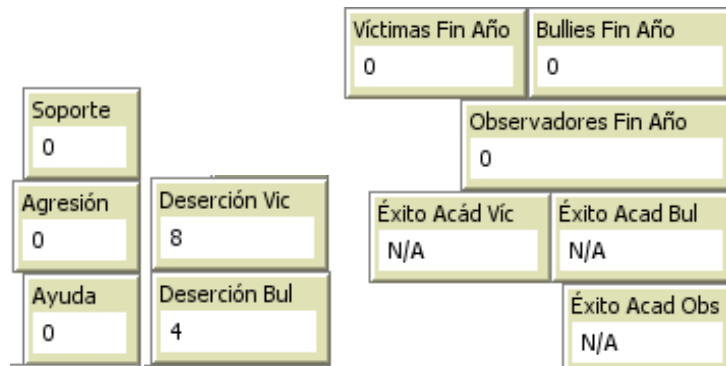 Víctimas Fin Año
0
Bullies Fin Año
0
Soporte
0
Observadores Fin Año
0
Agresión
0
Deserción Vic
8
Éxito Acád Víc
N/A
Éxito Acad Bul
N/A
Ayuda
0
Deserción Bul
4
Éxito Acad Obs
N/A